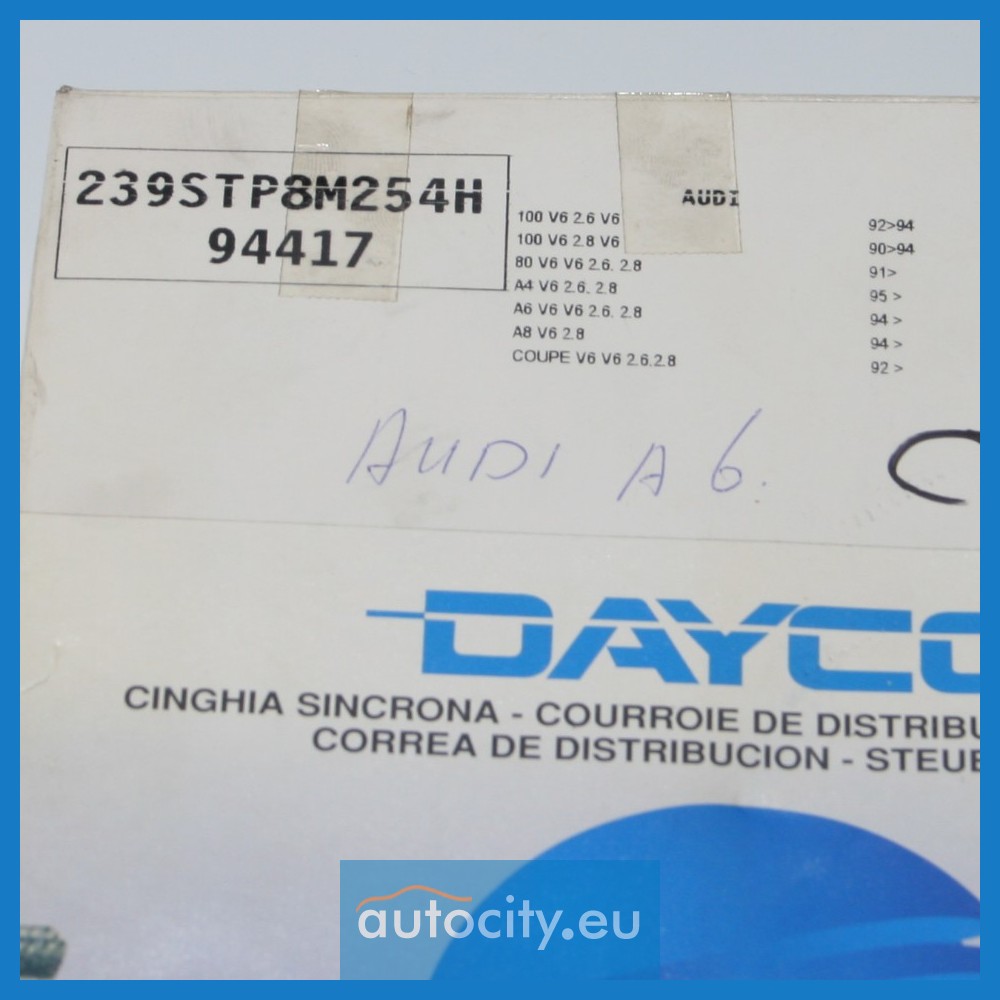 239STP8M254H
94417
AUDI
100 V6 2.6 V6 92>94
100 V6 2.8 V6 90>94
80 V6 V6 2.6. 2.8 91>
A4 V6 2.6. 2.8 95 >
A6 V6 V6 2.6. 2.8 94 >
A8 V6 2.8 94 >
COUPE V6 V6 2.6.2.8 92 >
AUDI A6.
DAYCO
CINGHIA SINCRONA - COURROIE DE DISTRIBU
CORREA DE DISTRIBUCION - STEUE
autocity.eu